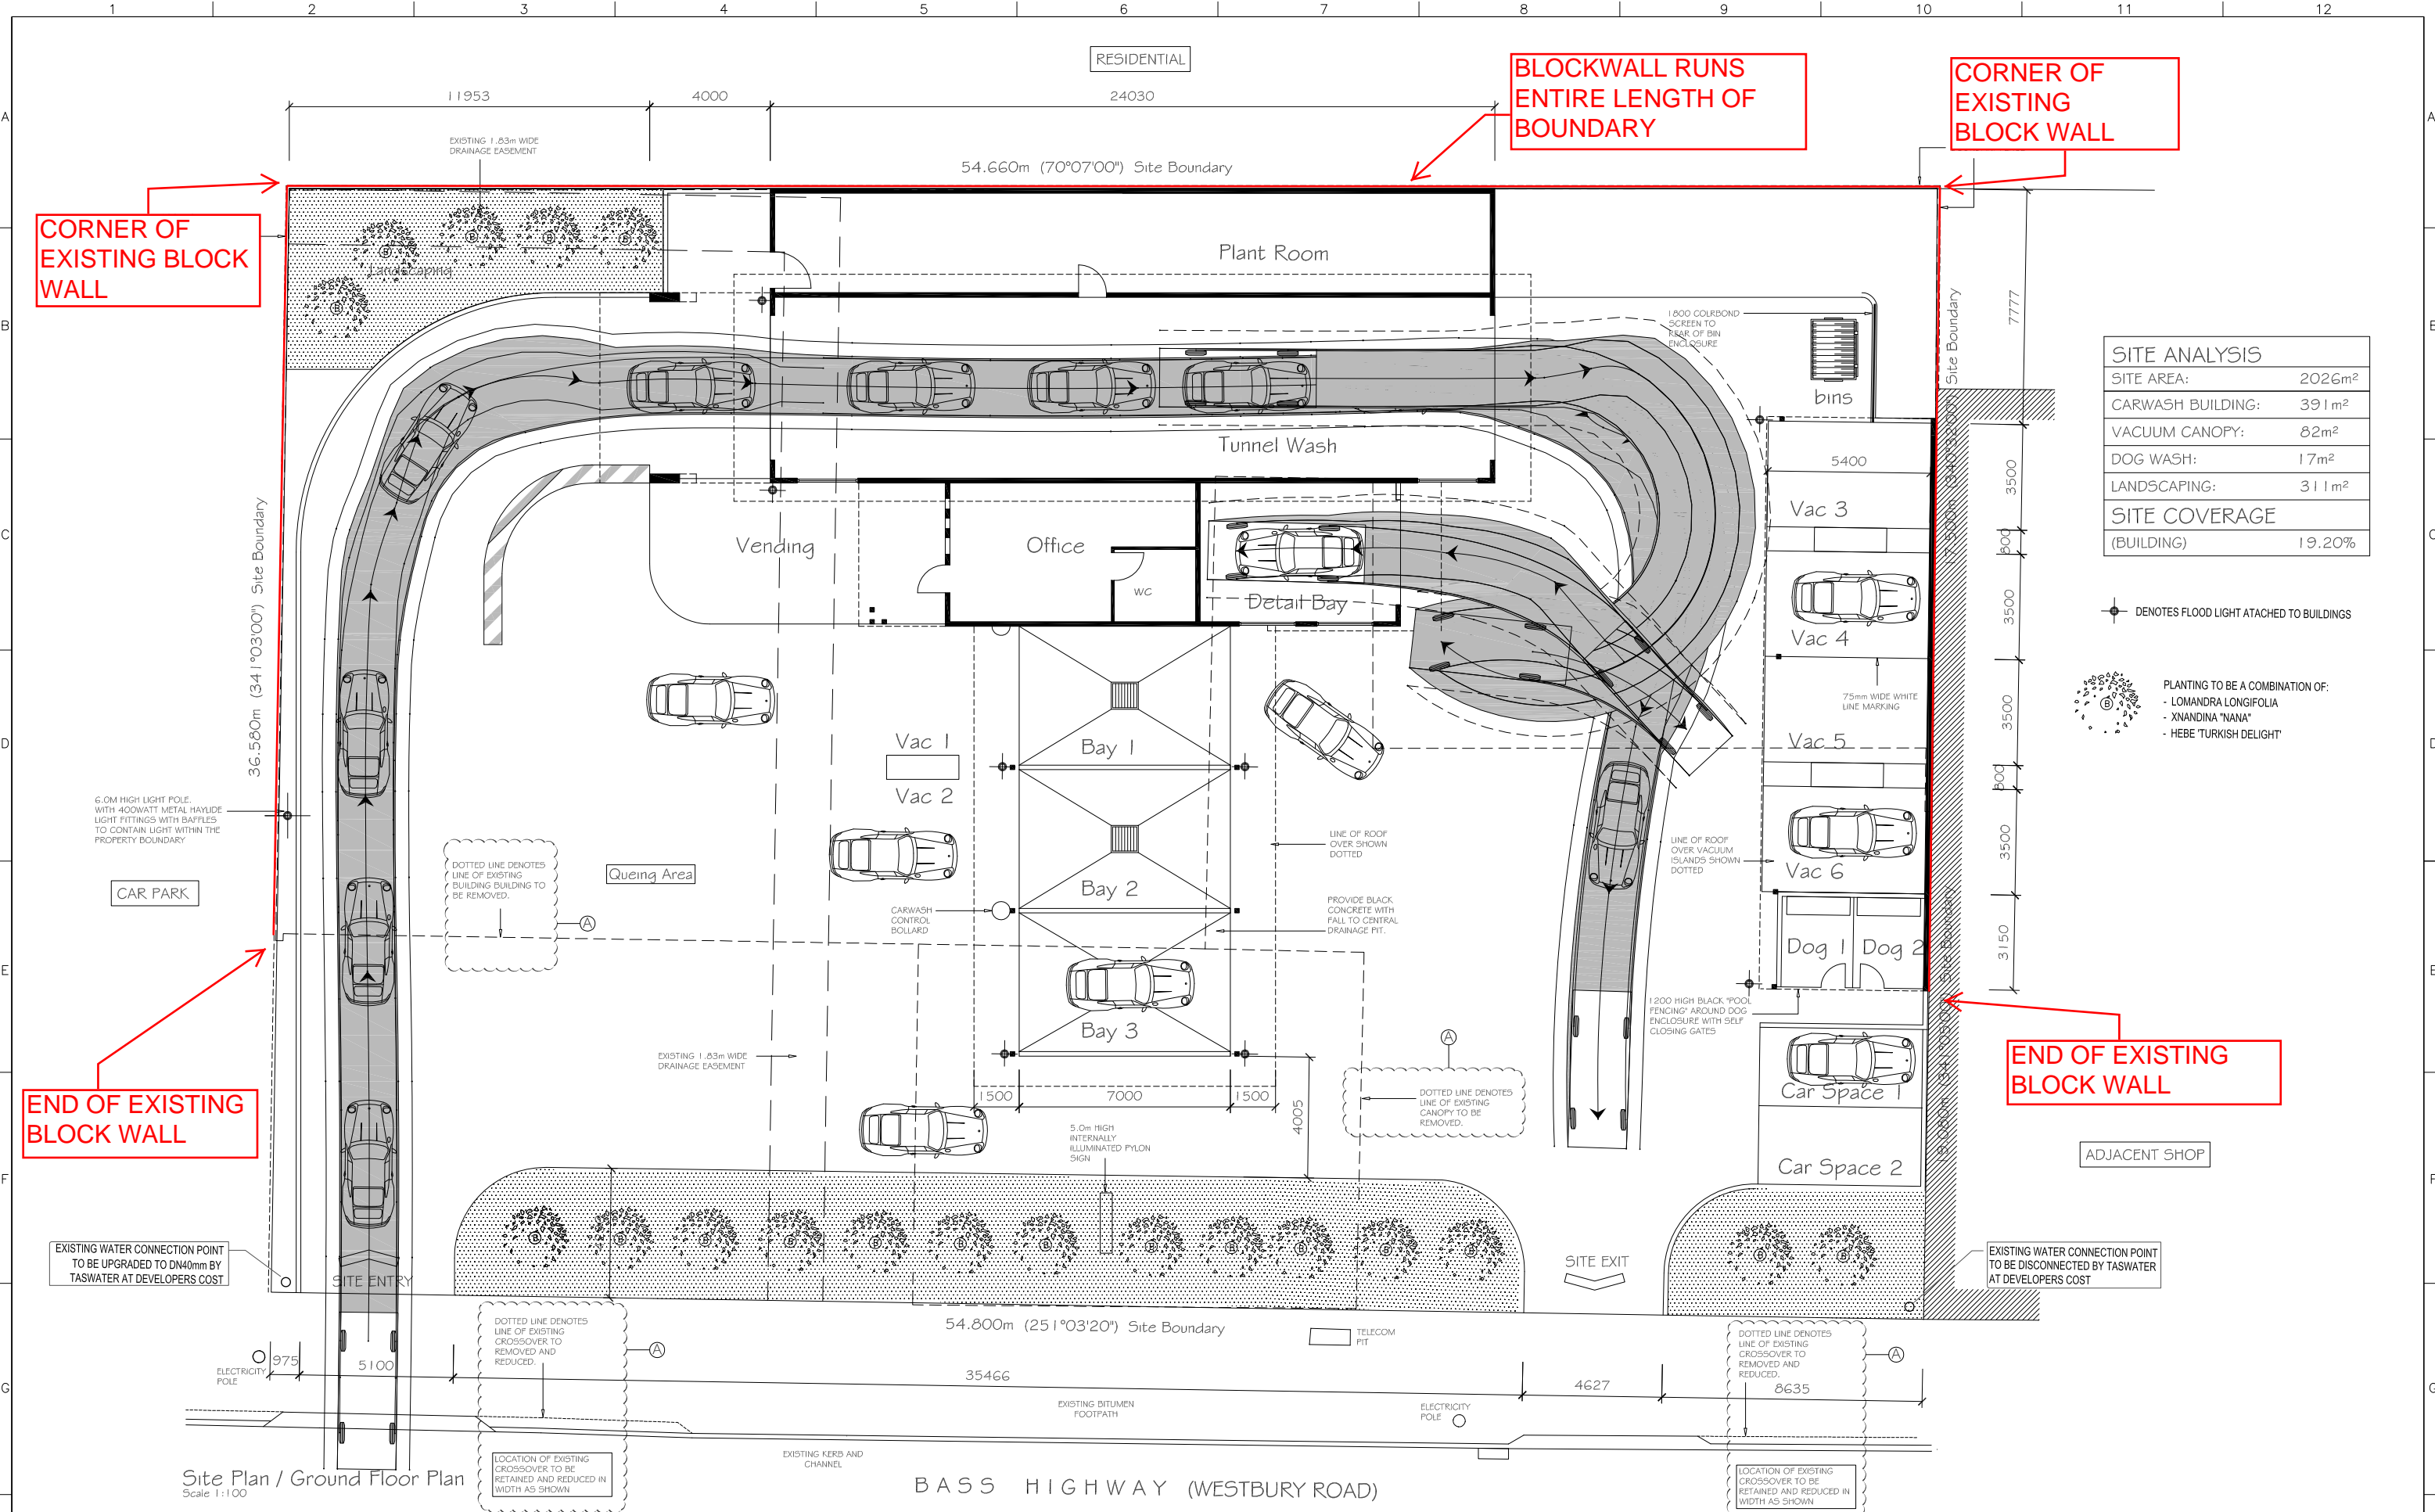 1 2 3 4 5 6 7 8 9 10 11 12
RESIDENTIAL
BLOCKWALL RUNS
ENTIRE LENGTH OF
BOUNDARY
CORNER OF
EXISTING
BLOCK WALL
11953
4000
24030
A
A
EXISTING 1.83m WIDE
DRAINAGE EASEMENT
54.660m (70°07'00") Site Boundary
CORNER OF
EXISTING BLOCK
WALL
B
B
B
B
B
Landscaping
Plant Room
B
1800 COLRBOND
SCREEN TO
REAR OF BIN
ENCLOSURE
bins
7777
Site Boundary
B
SITE ANALYSIS
SITE AREA: 2026m²
CARWASH BUILDING: 391m²
VACUUM CANOPY: 82m²
DOG WASH: 17m²
LANDSCAPING: 311m²
SITE COVERAGE
(BUILDING) 19.20%
Tunnel Wash
5400
3500
Vac 3
800
C
Vending
Office
WC
Detail Bay
3500
Vac 4
36.580m (341°03'00") Site Boundary
DENOTES FLOOD LIGHT ATACHED TO BUILDINGS
B
PLANTING TO BE A COMBINATION OF:
- LOMANDRA LONGIFOLIA
- XNANDINA "NANA"
- HEBE 'TURKISH DELIGHT'
75mm WIDE WHITE
LINE MARKING
3500
D
Vac 1
Vac 2
Bay 1
Vac 5
800
6.0M HIGH LIGHT POLE.
WITH 400WATT METAL HAYLIDE
LIGHT FITTINGS WITH BAFFLES
TO CONTAIN LIGHT WITHIN THE
PROPERTY BOUNDARY
DOTTED LINE DENOTES
LINE OF EXISTING
BUILDING BUILDING TO
BE REMOVED.
A
Queing Area
LINE OF ROOF
OVER SHOWN
DOTTED
LINE OF ROOF
OVER VACUUM
ISLANDS SHOWN
DOTTED
3500
Vac 6
CAR PARK
Bay 2
CARWASH
CONTROL
BOLLARD
PROVIDE BLACK
CONCRETE WITH
FALL TO CENTRAL
DRAINAGE PIT.
E
Dog 1
Dog 2
3150
Site Boundary
1200 HIGH BLACK "POOL
FENCING" AROUND DOG
ENCLOSURE WITH SELF
CLOSING GATES
Bay 3
EXISTING 1.83m WIDE
DRAINAGE EASEMENT
A
END OF EXISTING
BLOCK WALL
END OF EXISTING
BLOCK WALL
1500
7000
1500
4005
DOTTED LINE DENOTES
LINE OF EXISTING
CANOPY TO BE
REMOVED.
Car Space 1
5.0m HIGH
INTERNALLY
ILLUMINATED PYLON
SIGN
ADJACENT SHOP
Car Space 2
F
F
B B B B B B B B B B B B B B
EXISTING WATER CONNECTION POINT
TO BE UPGRADED TO DN40mm BY
TASWATER AT DEVELOPERS COST
SITE ENTRY
SITE EXIT
EXISTING WATER CONNECTION POINT
TO BE DISCONNECTED BY TASWATER
AT DEVELOPERS COST
DOTTED LINE DENOTES
LINE OF EXISTING
CROSSOVER TO
REMOVED AND
REDUCED.
A
54.800m (251°03'20") Site Boundary
TELECOM
PIT
DOTTED LINE DENOTES
LINE OF EXISTING
CROSSOVER TO
REMOVED AND
REDUCED.
A
ELECTRICITY
POLE
975
5100
35466
4627
8635
G
EXISTING BITUMEN
FOOTPATH
ELECTRICITY
POLE
EXISTING KERB AND
CHANNEL
LOCATION OF EXISTING
CROSSOVER TO BE
RETAINED AND REDUCED IN
WIDTH AS SHOWN
LOCATION OF EXISTING
CROSSOVER TO BE
RETAINED AND REDUCED IN
WIDTH AS SHOWN
Site Plan / Ground Floor Plan
Scale 1:100
BASS HIGHWAY (WESTBURY ROAD)